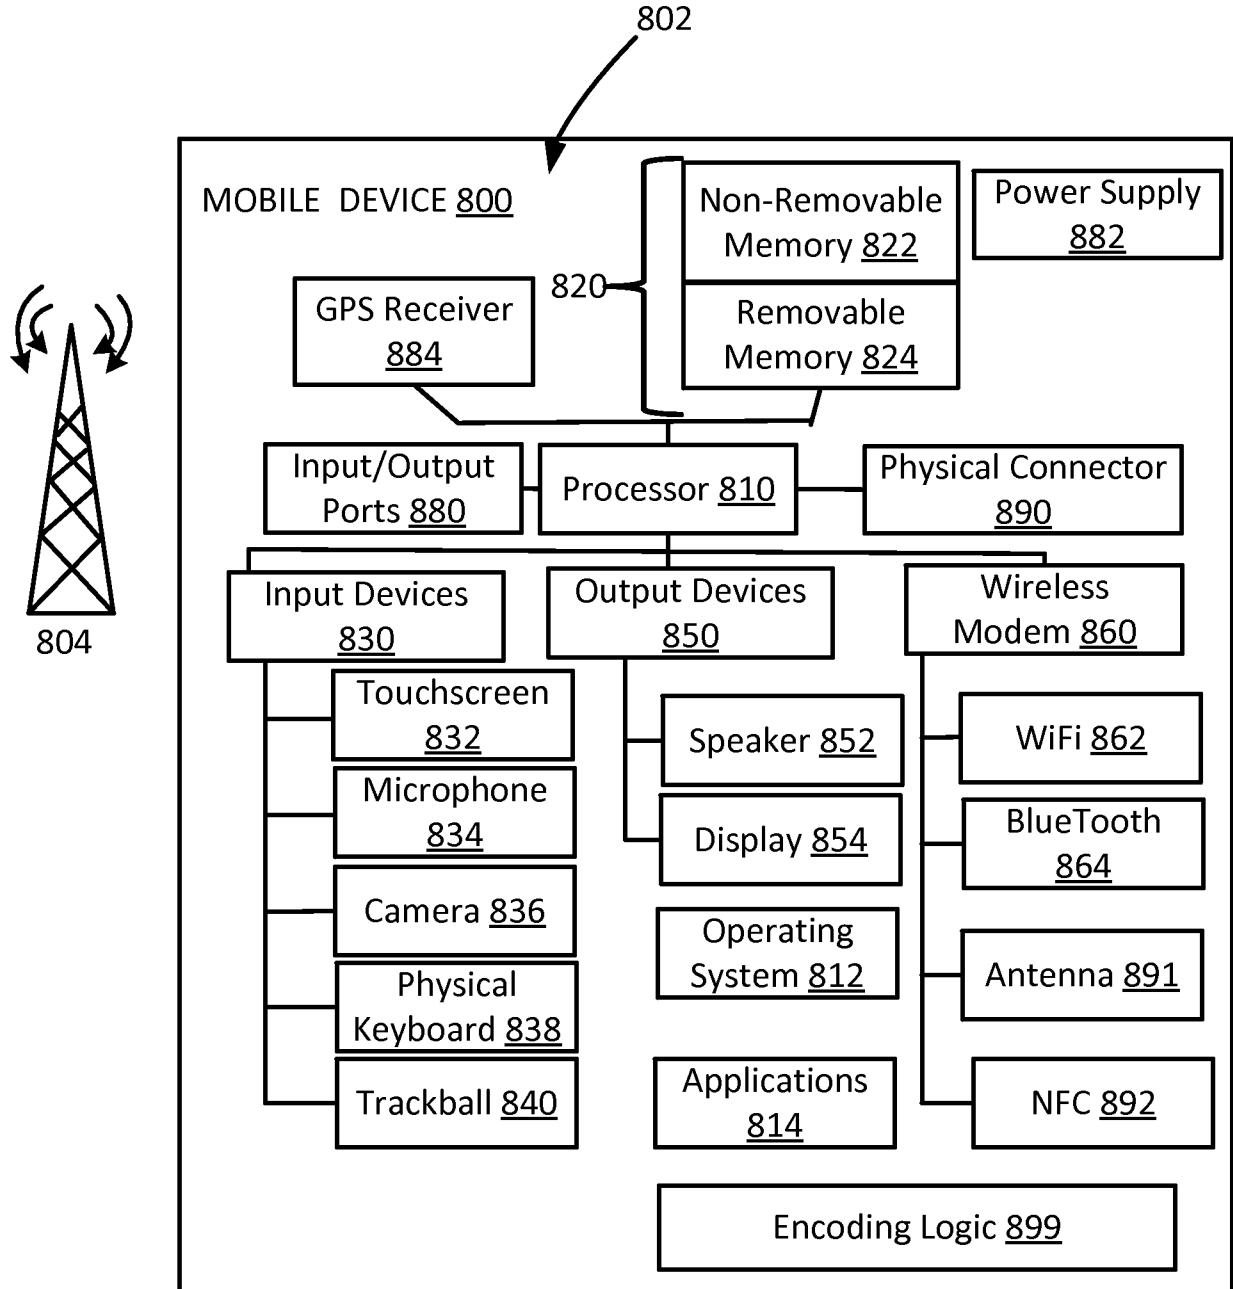 802
MOBILE DEVICE 800
Non-Removable
Memory 822
Power Supply
882
820
GPS Receiver
884
Removable
Memory 824
Input/Output
Ports 880
Processor 810
Physical Connector
890
Input Devices
830
Output Devices
850
Wireless
Modem 860
804
Touchscreen
832
Speaker 852
WiFi 862
Microphone
834
Display 854
BlueTooth
864
Camera 836
Operating
System 812
Antenna 891
Physical
Keyboard 838
Trackball 840
Applications
814
NFC 892
Encoding Logic 899